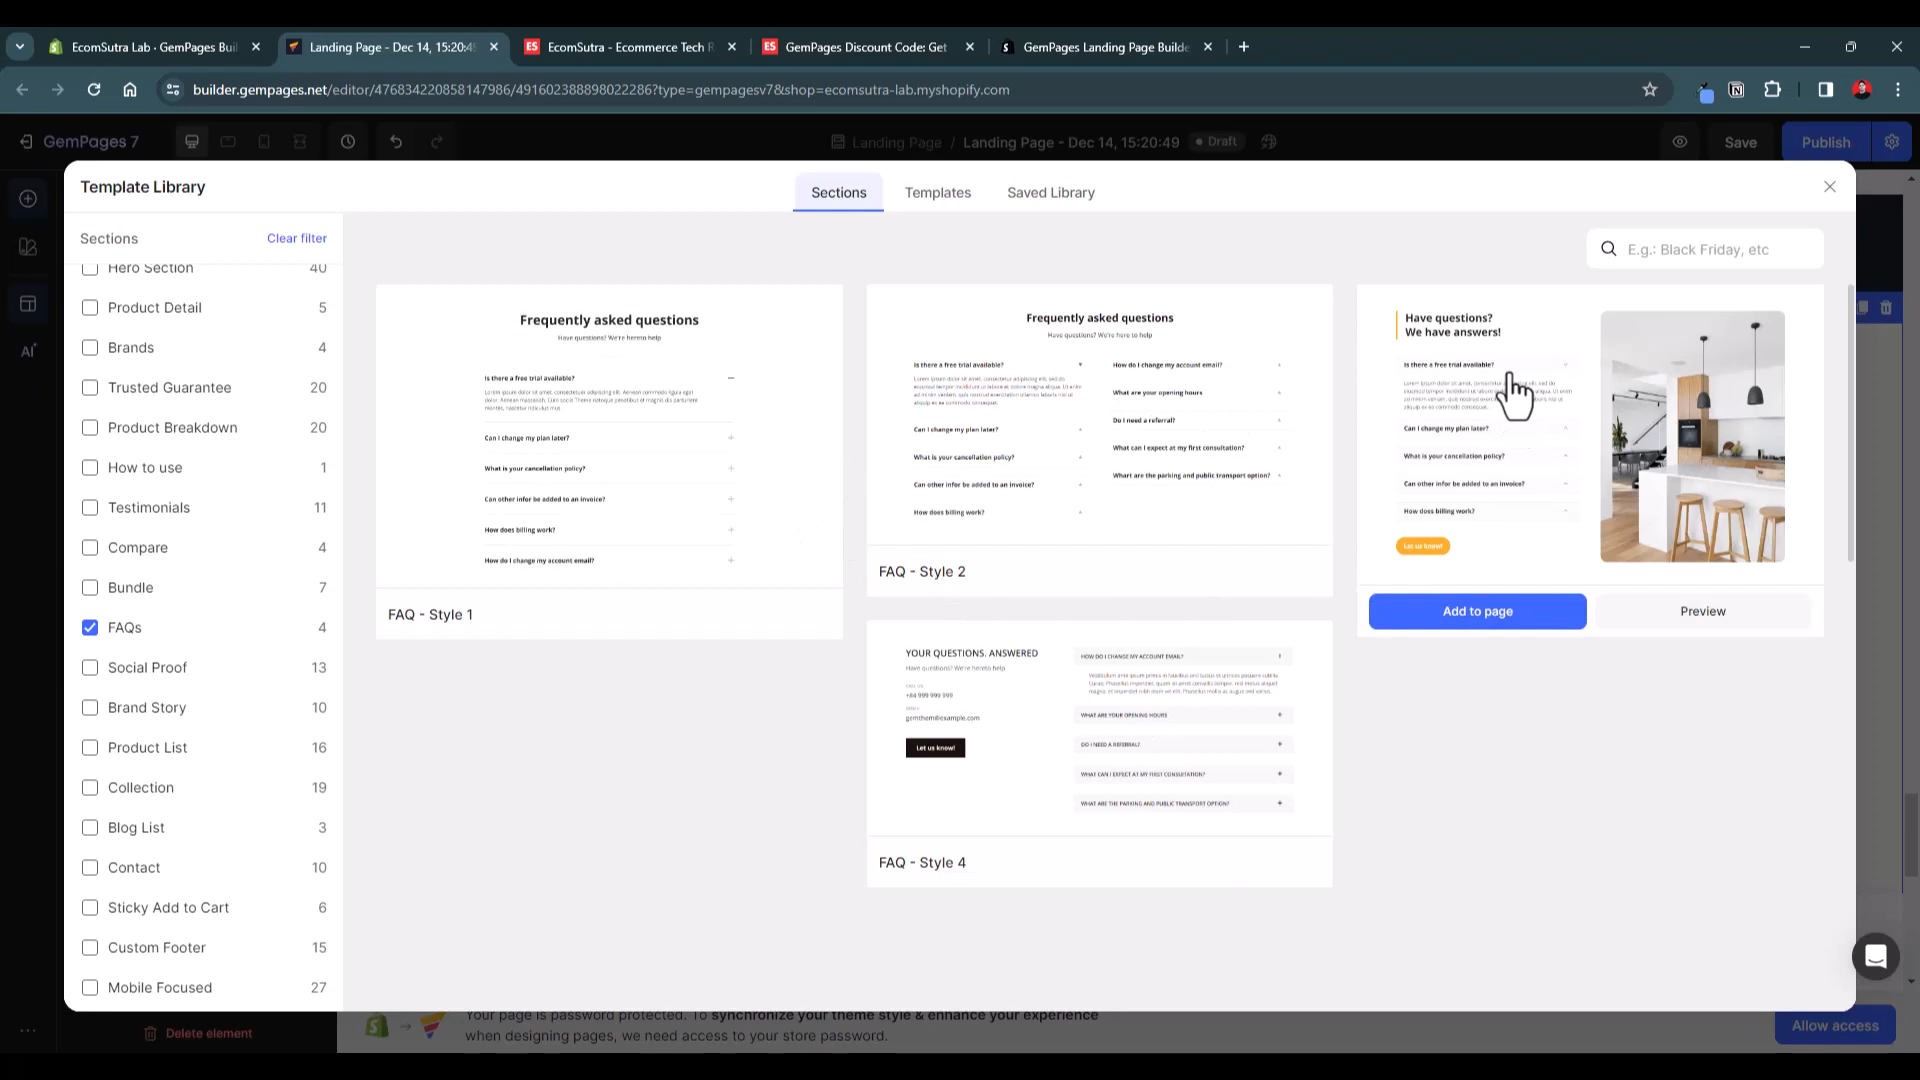 EcomSutra Lab · GemPages Buil
Landing Page - Dec 14, 15:20:4
ES EcomSutra - Ecommerce Tech R
ES GemPages Discount Code: Get
GemPages Landing Page Builde
builder.gempages.net/editor/476834220858147986/491602388898022286?type=gempagesv7&shop=ecomsutra-lab.myshopify.com
GemPages 7
Landing Page / Landing Page - Dec 14, 15:20:49
Draft
Save
Publish
Template Library
Sections
Templates
Saved Library
Sections
Clear filter
E.g.: Black Friday, etc
Hero Section 40
Product Detail 5
Brands 4
Trusted Guarantee 20
Product Breakdown 20
How to use 1
Testimonials 11
Compare 4
Bundle 7
FAQs 4
Social Proof 13
Brand Story 10
Product List 16
Collection 19
Blog List 3
Contact 10
Sticky Add to Cart 6
Custom Footer 15
Mobile Focused 27
AI
Frequently asked questions
Have questions? We're hereto help
Is there a free trial available?
Can I change my plan later?
What is your cancellation policy?
Can other infor be added to an invoice?
How does billing work?
How do I change my account email?
FAQ - Style 1
Frequently asked questions
Have questions? We're here to help
Is there a free trial available?
Can I change my plan later?
What is your cancellation policy?
Can other infor be added to an invoice?
How does billing work?
How do I change my account email?
What are your opening hours
Do I need a referral?
What can I expect at my first consultation?
Whart are the parking and public transport option?
FAQ - Style 2
Have questions?
We have answers!
Is there a free trial available?
Can I change my plan later?
What is your cancellation policy?
Can other infor be added to an invoice?
How does billing work?
Let us know!
Add to page
Preview
YOUR QUESTIONS. ANSWERED
Have questions? We're hereto help
CALL US
+84 999 999 999
EMAIL
gemthem@example.com
Let us know!
HOW DO I CHANGE MY ACCOUNT EMAIL?
WHAT ARE YOUR OPENING HOURS
DO I NEED A REFERRAL?
WHAT CAN I EXPECT AT MY FIRST CONSULTATION?
WHAT ARE THE PARKING AND PUBLIC TRANSPORT OPTION?
FAQ - Style 4
Delete element
Your page is password protected. To synchronize your theme style & enhance your experience
when designing pages, we need access to your store password.
Allow access